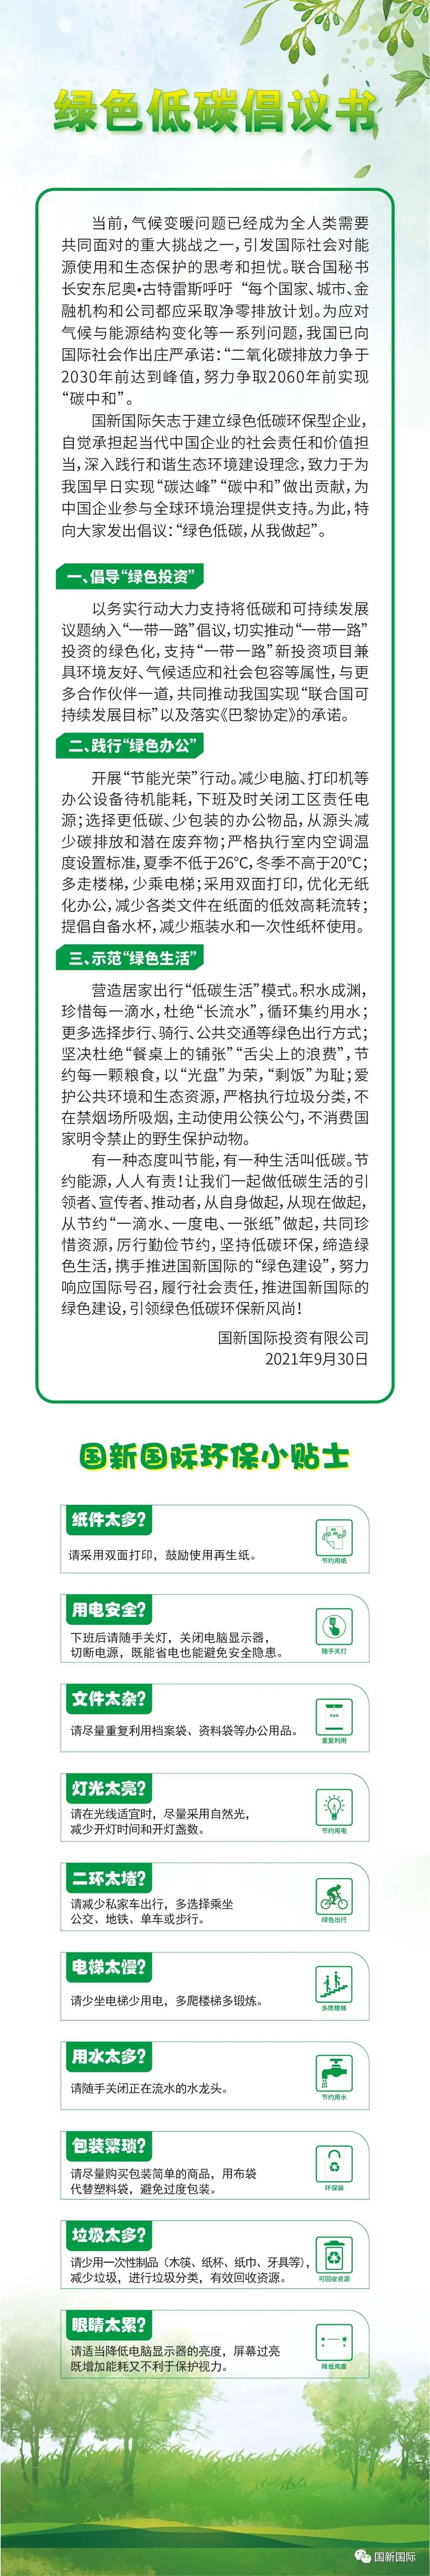 绿色低碳倡议书
当前，气候变暖问题已经成为全人类需要
共同面对的重大挑战之一，引发国际社会对能
源使用和生态保护的思考和担忧。联合国秘书
长安东尼奥•古特雷斯呼吁“每个国家、城市、金
融机构和公司都应采取净零排放计划。为应对
气候与能源结构变化等一系列问题，我国已向
国际社会作出庄严承诺：“二氧化碳排放力争于
2030年前达到峰值，努力争取2060年前实现
“碳中和”。
国新国际矢志于建立绿色低碳环保型企业，
自觉承担起当代中国企业的社会责任和价值担
当，深入践行和谐生态环境建设理念，致力于为
我国早日实现“碳达峰”“碳中和”做出贡献，为
中国企业参与全球环境治理提供支持。为此，特
向大家发出倡议：“绿色低碳，从我做起”。
一、倡导“绿色投资”
以务实行动大力支持将低碳和可持续发展
议题纳入“一带一路”倡议，切实推动“一带一路”
投资的绿色化，支持“一带一路”新投资项目兼
具环境友好、气候适应和社会包容等属性，与更
多合作伙伴一道，共同推动我国实现“联合国可
持续发展目标”以及落实《巴黎协定》的承诺。
二、践行“绿色办公”
开展“节能光荣”行动。减少电脑、打印机等
办公设备待机能耗，下班及时关闭工区责任电
源；选择更低碳、少包装的办公物品，从源头减
少碳排放和潜在废弃物；严格执行室内空调温
度设置标准，夏季不低于26℃，冬季不高于20℃；
多走楼梯，少乘电梯；采用双面打印，优化无纸
化办公，减少各类文件在纸面的低效高耗流转；
提倡自备水杯，减少瓶装水和一次性纸杯使用。
三、示范“绿色生活”
营造居家出行“低碳生活”模式。积水成渊，
珍惜每一滴水，杜绝“长流水”，循环集约用水；
更多选择步行、骑行、公共交通等绿色出行方式；
坚决杜绝“餐桌上的铺张”“舌尖上的浪费”，节
约每一颗粮食，以“光盘”为荣，“剩饭”为耻；爱
护公共环境和生态资源，严格执行垃圾分类，不
在禁烟场所吸烟，主动使用公筷公勺，不消费国
家明令禁止的野生保护动物。
有一种态度叫节能，有一种生活叫低碳。节
约能源，人人有责！让我们一起做低碳生活的引
领者、宣传者、推动者，从自身做起，从现在做起，
从节约“一滴水、一度电、一张纸”做起，共同珍
惜资源，厉行勤俭节约，坚持低碳环保，缔造绿
色生活，携手推进国新国际的“绿色建设”，努力
响应国际号召，履行社会责任，推进国新国际的
绿色建设，引领绿色低碳环保新风尚！
国新国际投资有限公司
2021年9月30日
国新国际环保小贴士
纸件太多？
请采用双面打印，鼓励使用再生纸。
节约用纸
用电安全？
下班后请随手关灯，关闭电脑显示器，
切断电源，既能省电也能避免安全隐患。
随手关灯
文件太杂？
请尽量重复利用档案袋、资料袋等办公用品。
重复利用
灯光太亮？
请在光线适宜时，尽量采用自然光，
减少开灯时间和开灯盏数。
节约用电
二环太堵？
请减少私家车出行，多选择乘坐
公交、地铁、单车或步行。
绿色出行
电梯太慢？
请少坐电梯少用电，多爬楼梯多锻炼。
多爬楼梯
用水太多？
请随手关闭正在流水的水龙头。
节约用水
包装繁琐？
请尽量购买包装简单的商品，用布袋
代替塑料袋，避免过度包装。
环保袋
垃圾太多？
请少用一次性制品（木筷、纸杯、纸巾、牙具等），
减少垃圾，进行垃圾分类，有效回收资源。
可回收资源
眼睛太累？
请适当降低电脑显示器的亮度，屏幕过亮
既增加能耗又不利于保护视力。
降低亮度
国新国际